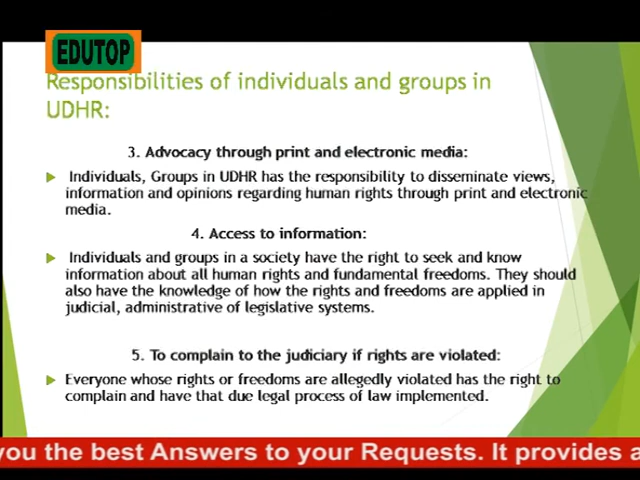 EDUTOP
Responsibilities of individuals and groups in
UDHR:
3. Advocacy through print and electronic media:
Individuals, Groups in UDHR has the responsibility to disseminate views,
information and opinions regarding human rights through print and electronic
media.
4. Access to information:
Individuals and groups in a society have the right to seek and know
information about all human rights and fundamental freedoms. They should
also have the knowledge of how the rights and freedoms are applied in
judicial, administrative of legislative systems.
5. To complain to the judiciary if rights are violated:
Everyone whose rights or freedoms are allegedly violated has the right to
complain and have that due legal process of law implemented.
you the best Answers to your Requests. It provides a